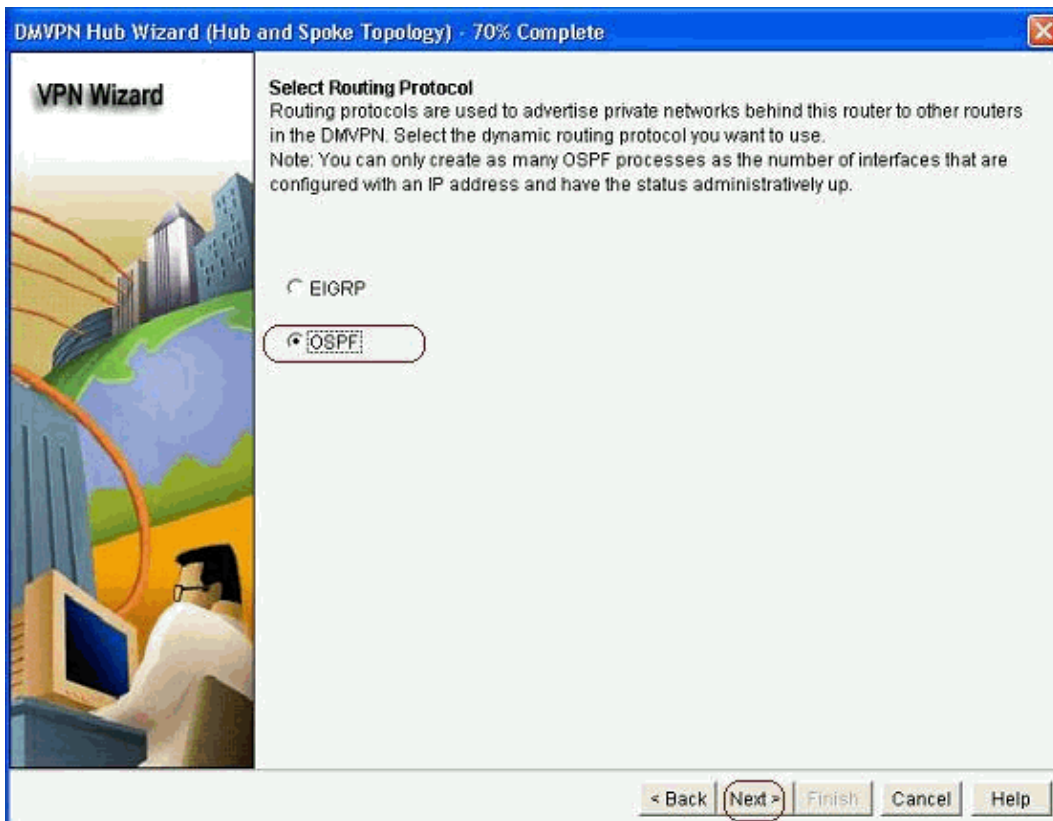 DMVPN Hub Wizard (Hub and Spoke Topology) - 70% Complete
VPN Wizard
Select Routing Protocol
Routing protocols are used to advertise private networks behind this router to other routers
in the DMVPN. Select the dynamic routing protocol you want to use.
Note: You can only create as many OSPF processes as the number of interfaces that are
configured with an IP address and have the status administratively up.
EIGRP
OSPF
< Back
Next >
Finish
Cancel
Help